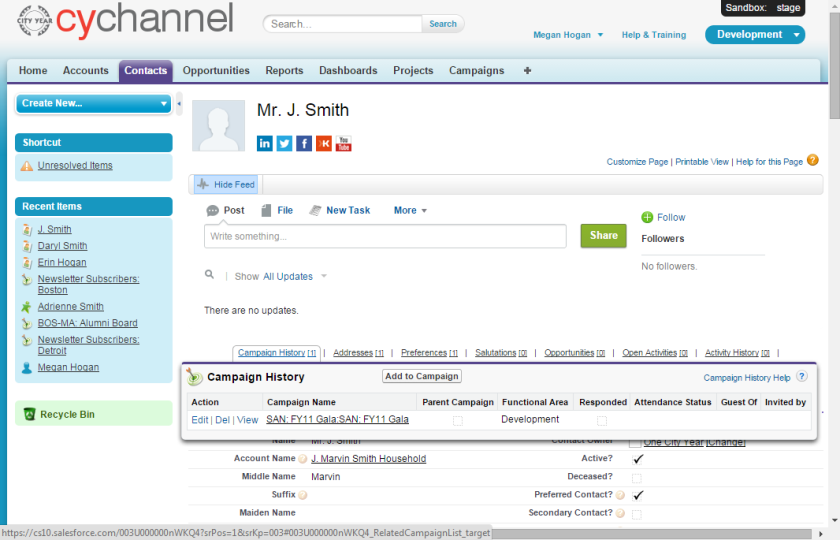 Sandbox: stage
CITY YEAR
cychannel
Search...
Search
Megan Hogan
Help & Training
Development
Home
Accounts
Contacts
Opportunities
Reports
Dashboards
Projects
Campaigns
Create New...
Shortcut
Unresolved Items
Recent Items
J. Smith
Daryl Smith
Erin Hogan
Newsletter Subscribers:
Boston
Adrienne Smith
BOS-MA: Alumni Board
Newsletter Subscribers:
Detroit
Megan Hogan
Recycle Bin
Mr. J. Smith
in
f
K
You
Tube
Customize Page | Printable View | Help for this Page ?
Hide Feed
Post
File
New Task
More
Write something...
Share
Follow
Followers
No followers.
Show All Updates
There are no updates.
Campaign History [1] | Addresses [1] | Preferences [1] | Salutations [0] | Opportunities [0] | Open Activities [0] | Activity History [0] |
Campaign History
Add to Campaign
Campaign History Help ?
Action Campaign Name Parent Campaign Functional Area Responded Attendance Status Guest Of Invited by
Edit | Del | View SAN: FY11 Gala:SAN: FY11 Gala Development
Name Mr. J. Smith Contact Owner One City Year [Change]
Account Name J. Marvin Smith Household Active?
Middle Name Marvin Deceased?
Suffix Preferred Contact?
Maiden Name Secondary Contact?
https://cs10.salesforce.com/003U000000nWKQ4?srPos=1&srKp=003#003U000000nWKQ4_RelatedCampaignList_target